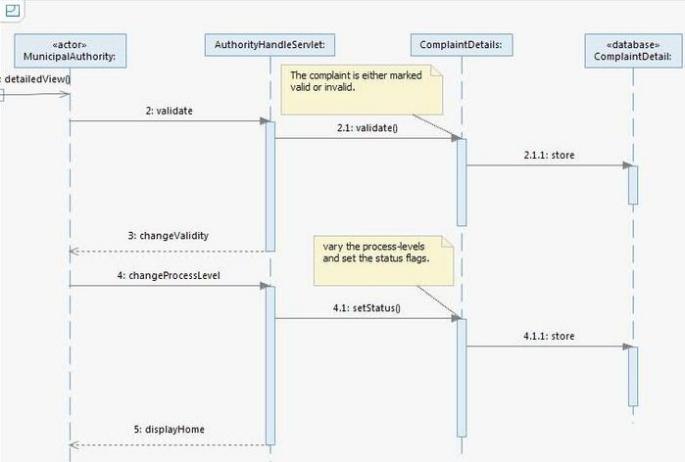 «actor»
MunicipalAuthority:
AuthorityHandleServlet:
ComplaintDetails:
«database»
ComplaintDetail:
: detailedView()
The complaint is either marked
valid or invalid.
2: validate
2.1: validate()
2.1.1: store
3: changeValidity
vary the process-levels
and set the status flags.
4: changeProcessLevel
4.1: setStatus()
4.1.1: store
5: displayHome